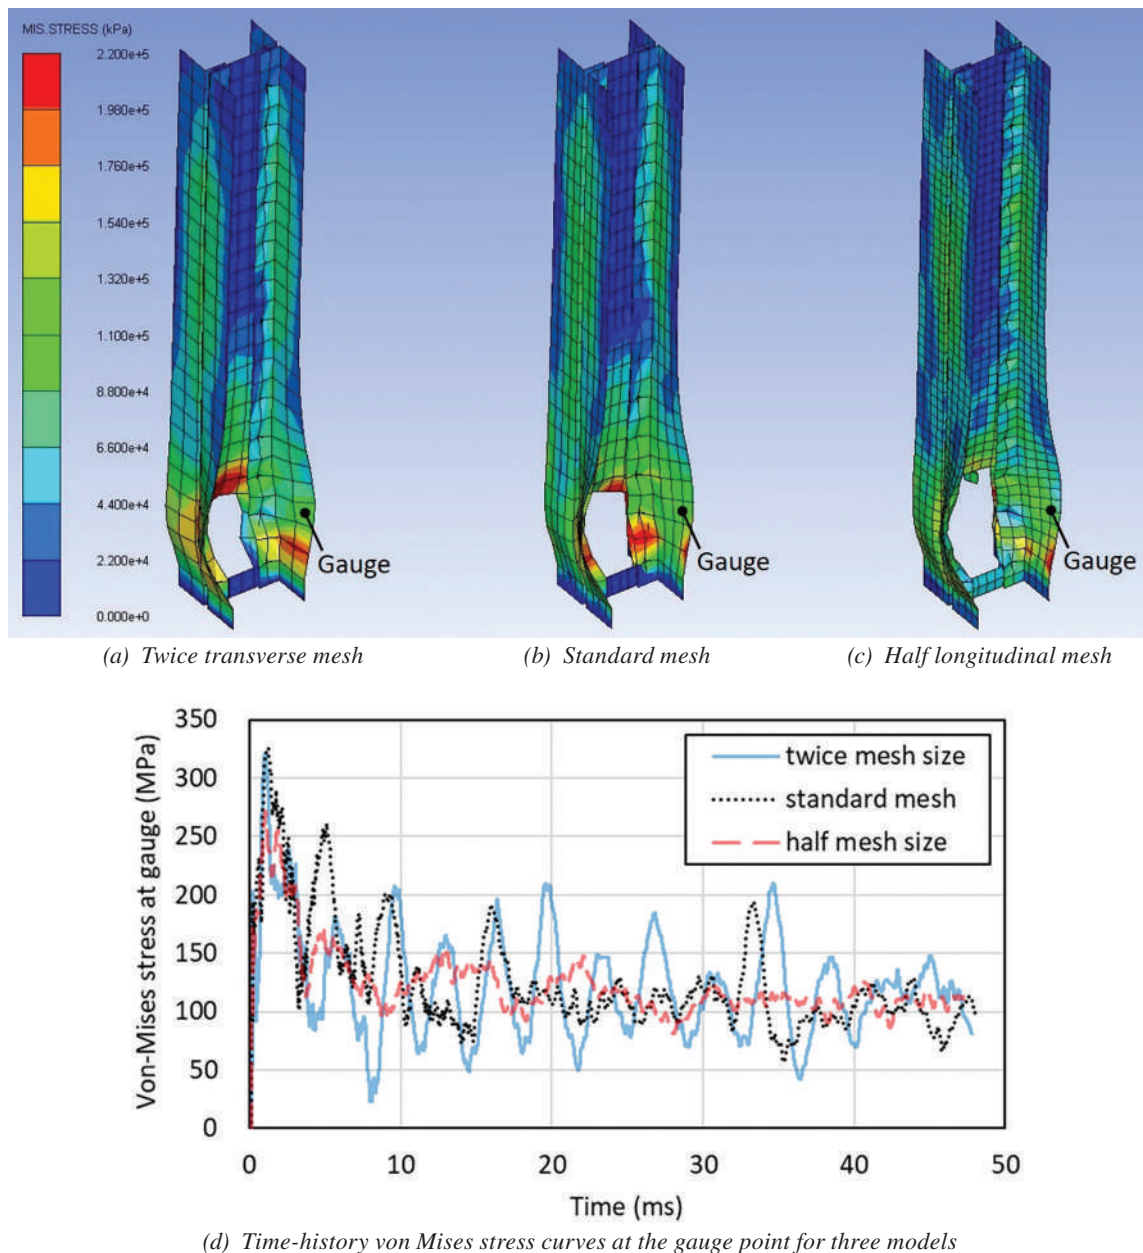 MIS.STRESS (kPa)
2.200e+5
1.980e+5
1.760e+5
1.540e+5
1.320e+5
1.100e+5
8.800e+4
6.600e+4
4.400e+4
2.200e+4
0.000e+0
Gauge
Gauge
Gauge
(a) Twice transverse mesh
(b) Standard mesh
(c) Half longitudinal mesh
Von-Mises stress at gauge (MPa)
350
300
250
200
150
100
50
0
twice mesh size
standard mesh
half mesh size
0
10
20
30
40
50
Time (ms)
(d) Time-history von Mises stress curves at the gauge point for three models